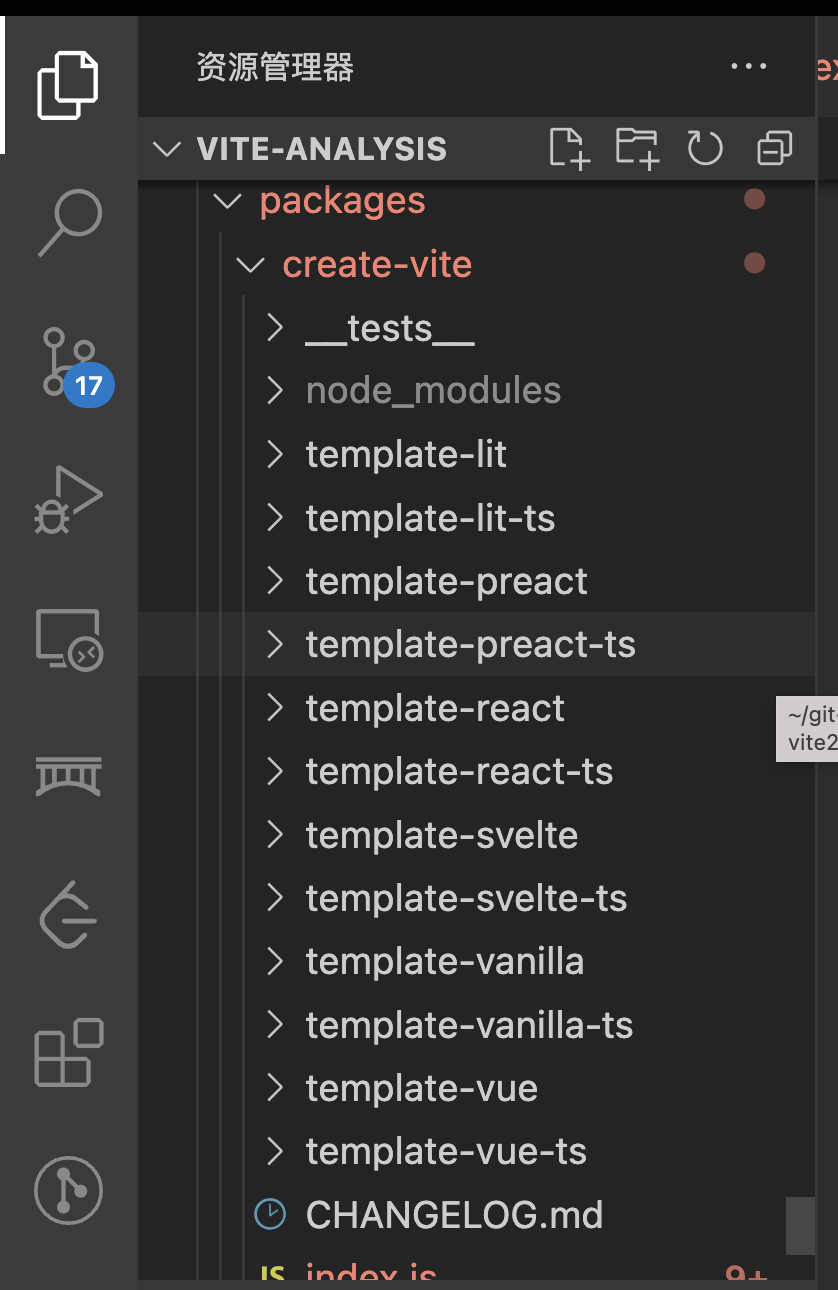 资源管理器
VITE-ANALYSIS
packages
create-vite
__tests__
node_modules
17
template-lit
template-lit-ts
template-preact
template-preact-ts
template-react
~/git-
vite2
template-react-ts
template-svelte
template-svelte-ts
template-vanilla
template-vanilla-ts
template-vue
template-vue-ts
CHANGELOG.md
JS index.js 9+